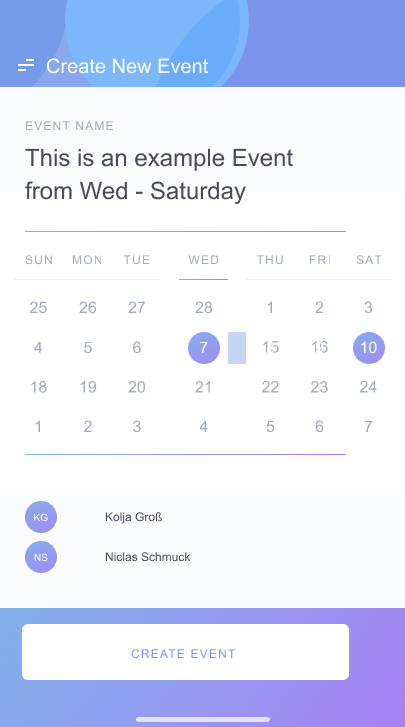 Create New Event
EVENT NAME
This is an example Event
from Wed - Saturday
SUN MON TUE WED THU FRI SAT
25 26 27 28 1 2 3
4 5 6 7 15 16 10
18 19 20 21 22 23 24
1 2 3 4 5 6 7
KG Kolja Groß
NS Niclas Schmuck
CREATE EVENT